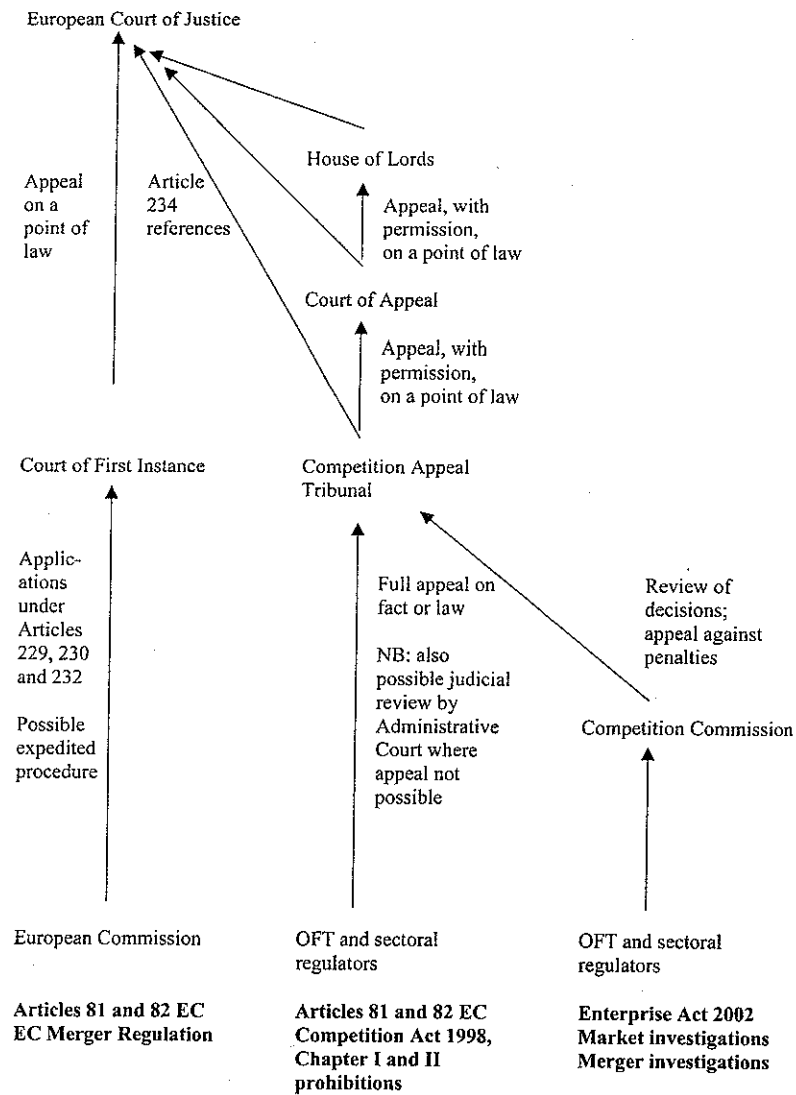 European Court of Justice
House of Lords
Appeal
on a
point of
law
Article
234
references
Appeal, with
permission,
on a point of law
Court of Appeal
Appeal, with
permission,
on a point of law
Court of First Instance
Competition Appeal
Tribunal
Applic-
ations
under
Articles
229, 230
and 232
Possible
expedited
procedure
Full appeal on
fact or law
NB: also
possible judicial
review by
Administrative
Court where
appeal not
possible
Review of
decisions;
appeal against
penalties
Competition Commission
European Commission
Articles 81 and 82 EC
EC Merger Regulation
OFT and sectoral
regulators
Articles 81 and 82 EC
Competition Act 1998,
Chapter I and II
prohibitions
OFT and sectoral
regulators
Enterprise Act 2002
Market investigations
Merger investigations